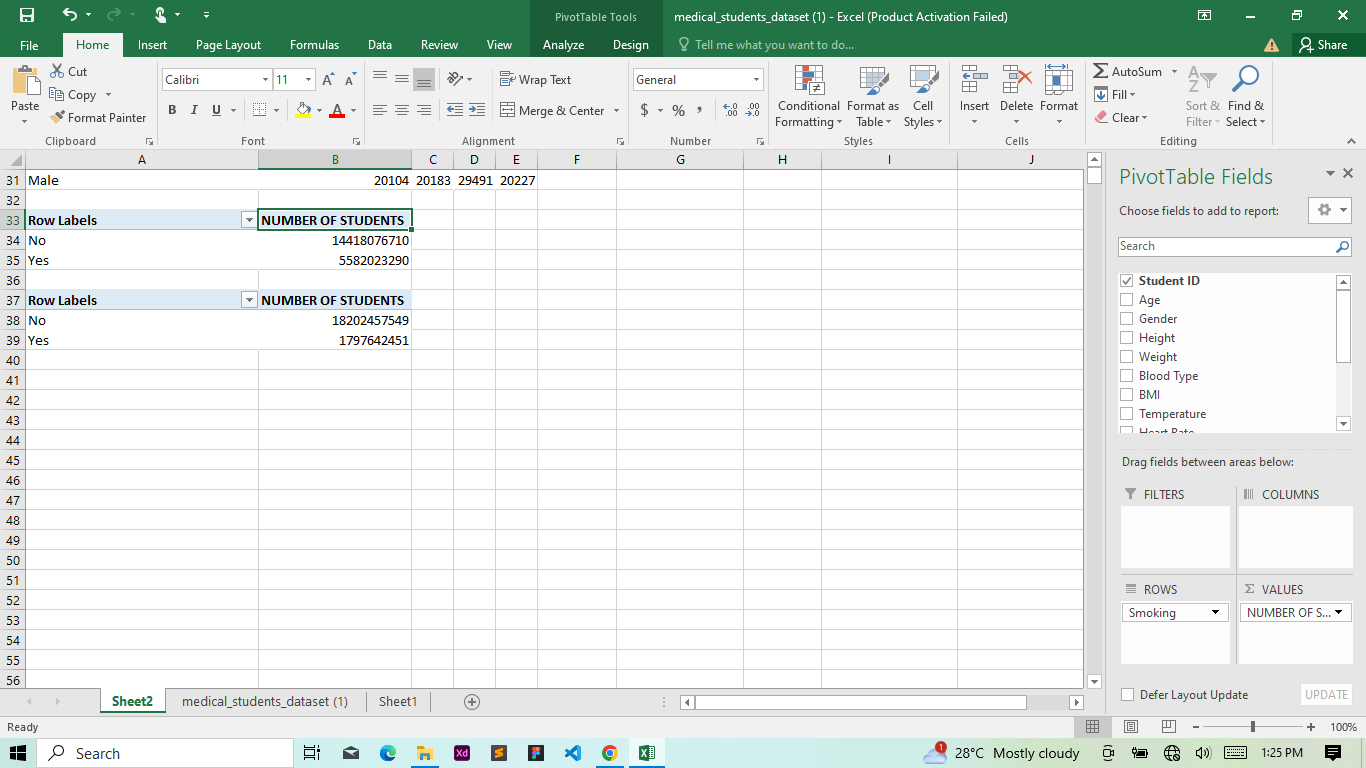 PivotTable Tools
medical_students_dataset (1) - Excel (Product Activation Failed)
File Home Insert Page Layout Formulas Data Review View Analyze Design Tell me what you want to do... Share
Paste
Cut
Copy
Format Painter
Clipboard
Calibri 11
B I U
Font
Wrap Text
Merge & Center
Alignment
General
$ % ,
Number
Conditional Formatting
Format as Table
Cell Styles
Styles
Insert Delete Format
Cells
AutoSum
Fill
Clear
Sort & Filter
Find & Select
Editing
A B C D E F G H I J
31 Male 20104 20183 29491 20227
32
33 Row Labels NUMBER OF STUDENTS
34 No 14418076710
35 Yes 5582023290
36
37 Row Labels NUMBER OF STUDENTS
38 No 18202457549
39 Yes 1797642451
40
41
42
43
44
45
46
47
48
49
50
51
52
53
54
55
56
PivotTable Fields
Choose fields to add to report:
Search
Student ID
Age
Gender
Height
Weight
Blood Type
BMI
Temperature
Heart Rate
Drag fields between areas below:
FILTERS
COLUMNS
ROWS
Smoking
Σ VALUES
NUMBER OF S...
Defer Layout Update
UPDATE
Sheet2 medical_students_dataset (1) Sheet1
Ready
100%
Search
Xd
1
28°C Mostly cloudy
1:25 PM